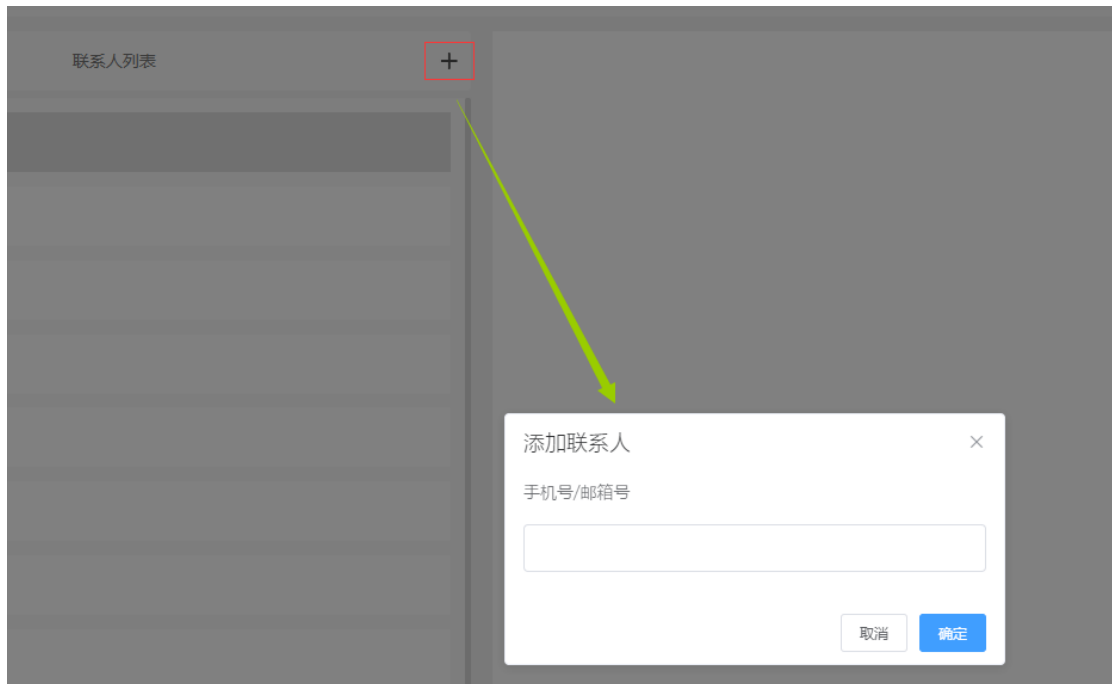 联系人列表
添加联系人
手机号/邮箱号
取消
确定